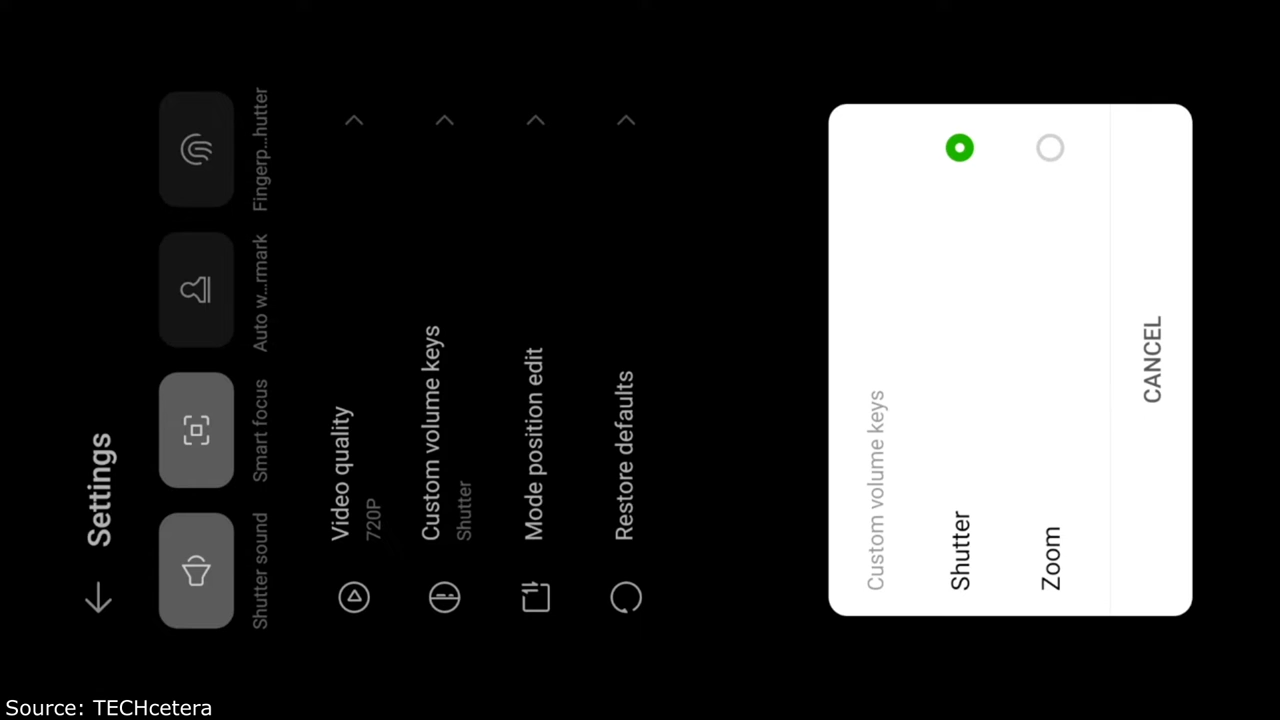 Settings
Shutter sound
Smart focus
Auto w...rmark
Fingerp...hutter
Video quality
720P
Custom volume keys
Shutter
Mode position edit
Restore defaults
Custom volume keys
Shutter
Zoom
CANCEL
Source: TECHcetera